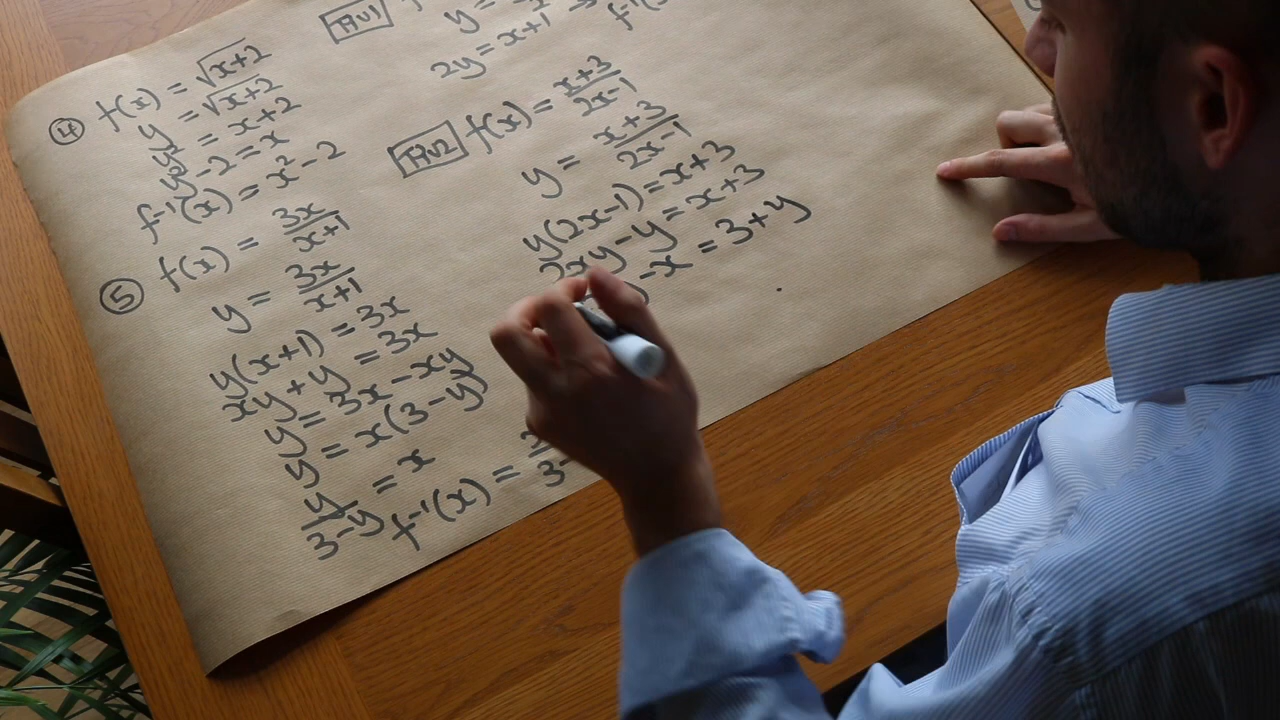 ④ f(x) = √x+2
y = √x+2
y² = x+2
y²-2 = x
f⁻¹(x) = x²-2
⑤ f(x) = 3x/x+1
y = 3x/x+1
y(x+1) = 3x
xy+y = 3x
y = 3x-xy
y = x(3-y)
y/3-y = x
f⁻¹(x) =
3-
y =
2y = x+1 →
f⁻¹(x)
f(x) = x+3/2x-1
y = x+3/2x-1
y(2x-1) = x+3
2xy-y = x+3
-x = 3+y